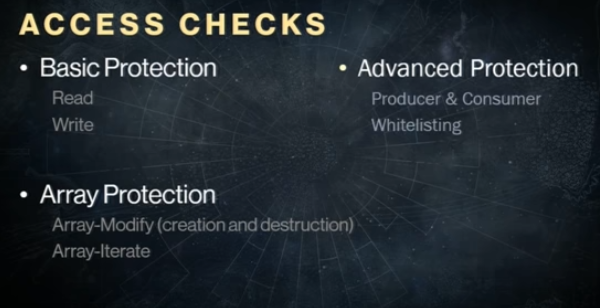 ACCESS CHECKS
• Basic Protection
Read
Write
• Array Protection
Array-Modify (creation and destruction)
Array-Iterate
• Advanced Protection
Producer & Consumer
Whitelisting